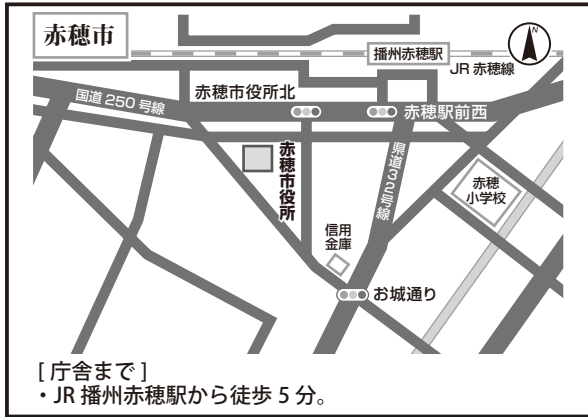 赤穂市
播州赤穂駅
JR 赤穂線
国道 250 号線
赤穂市役所北
赤穂駅前西
赤穂市役所
県道32号線
赤穂
小学校
信用
金庫
お城通り
[ 庁舎まで ]
・JR 播州赤穂駅から徒歩 5 分。